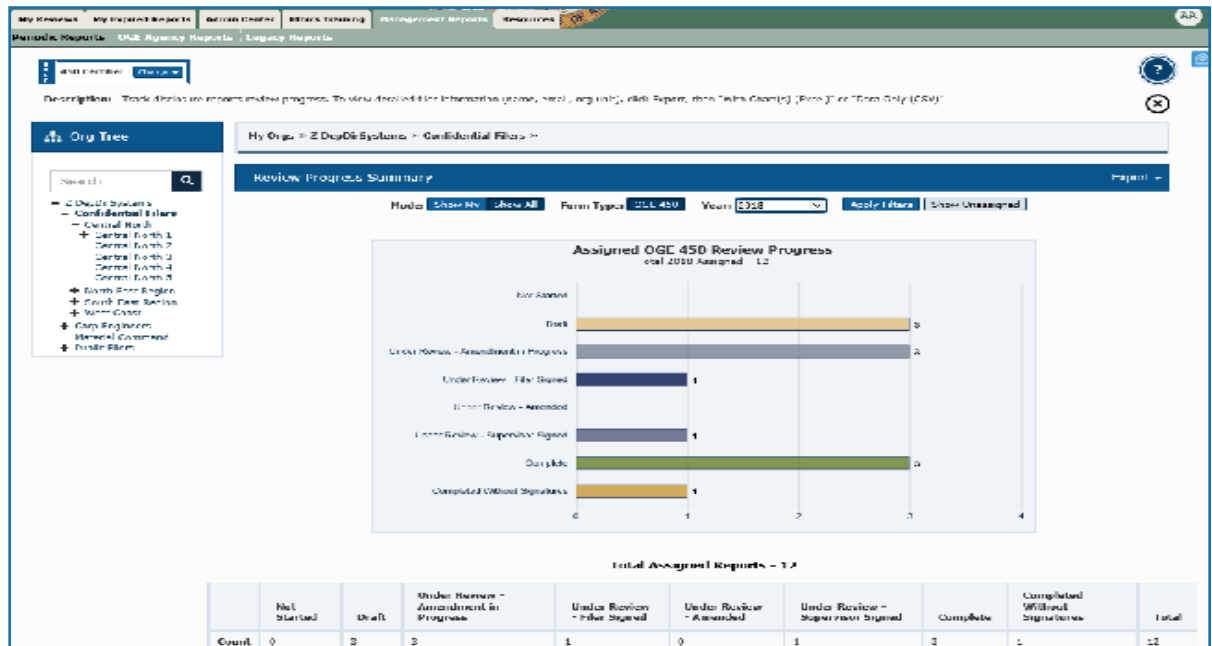 My Reviews My Expired Reports Admin Center Ethics Training Management Reports Resources AA
Periodic Reports OGE Agency Reports Legacy Reports
450 Certifier Change
?
Description: Track disclosure reports review progress. To view detailed filer information (name, email, org unit), click Export, then "With Chart(s) (Excel)" or "Data Only (CSV)"
Org Tree
My Orgs > Z DepDirSystems > Confidential Filers >
Search
Review Progress Summary Export
Mode: Show My Show All Form Type: OGE 450 Year: 2018 Apply Filters Show Unassigned
Z DepDirSystems
Confidential Filers
Central North
Central North 1
Central North 2
Central North 3
Central North 4
Central North 5
North East Region
South East Region
West Coast
Corp Engineers
Material Command
Public Filers
Assigned OGE 450 Review Progress
Total 2018 Assigned - 12
Not Started
Draft 3
Under Review - Amendment in Progress 3
Under Review - Filer Signed 1
Under Review - Amended
Under Review - Supervisor Signed 1
Complete 3
Completed Without Signatures 1
0 1 2 3 4
Total Assigned Reports - 12
Not Started Draft Under Review - Amendment in Progress Under Review - Filer Signed Under Review - Amended Under Review - Supervisor Signed Complete Completed Without Signatures Total
Count 0 3 3 1 0 1 3 1 12